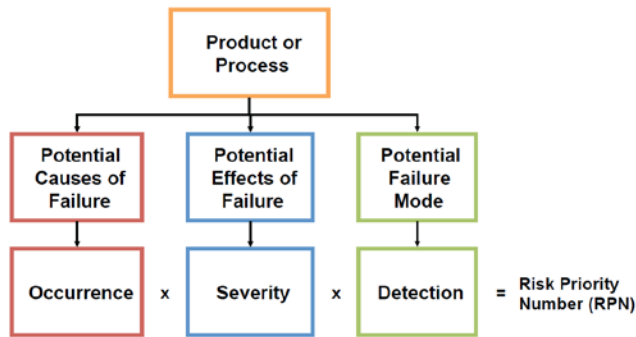 Product or
Process
Potential
Causes of
Failure
Potential
Effects of
Failure
Potential
Failure
Mode
Occurrence x Severity x Detection = Risk Priority
Number (RPN)